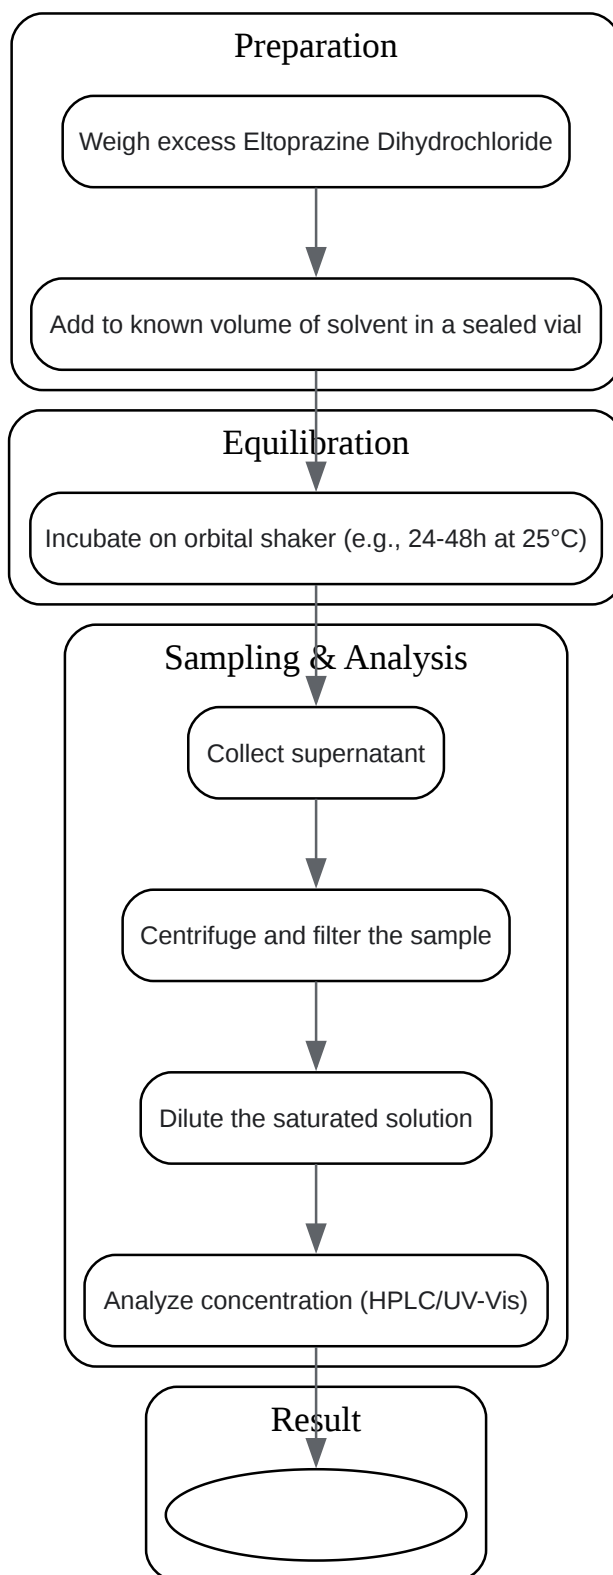 Preparation
Weigh excess Eltoprazine Dihydrochloride
Add to known volume of solvent in a sealed vial
Equilibration
Incubate on orbital shaker (e.g., 24-48h at 25°C)
Sampling & Analysis
Collect supernatant
Centrifuge and filter the sample
Dilute the saturated solution
Analyze concentration (HPLC/UV-Vis)
Result